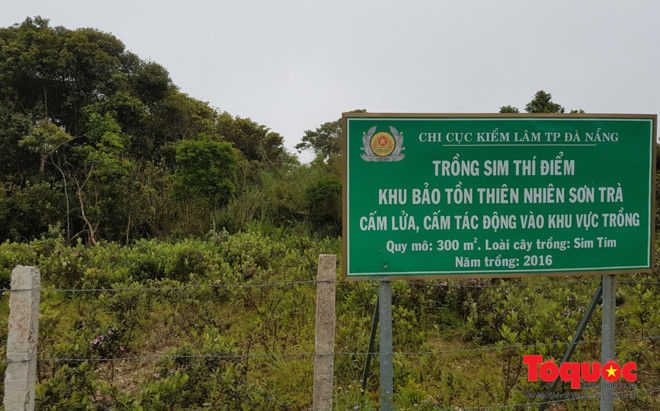 CHI CỤC KIỂM LÂM TP ĐÀ NẴNG
TRỒNG SIM THÍ ĐIỂM
KHU BẢO TỒN THIÊN NHIÊN SƠN TRÀ
CẤM LỬA, CẤM TÁC ĐỘNG VÀO KHU VỰC TRỒNG
Quy mô: 300 m². Loài cây trồng: Sim Tím
Năm trồng: 2016
Tổquốc